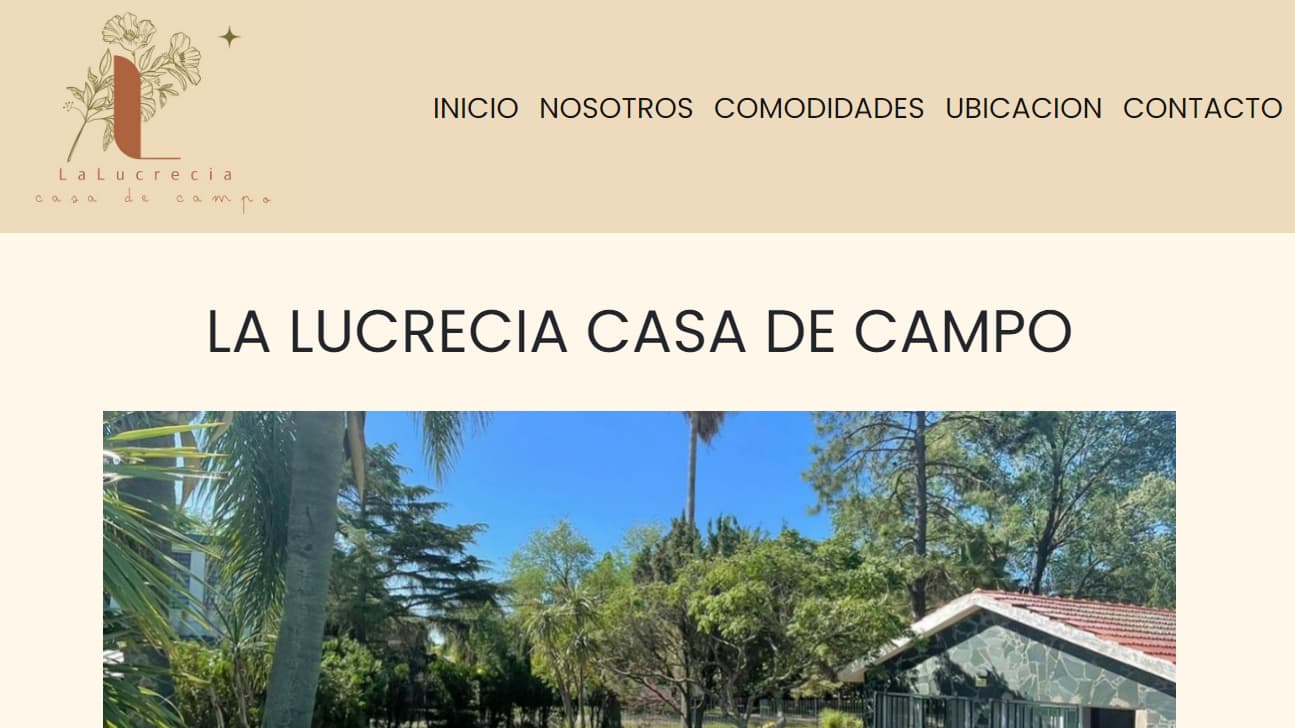 LaLucrecia
casa de campo
INICIO NOSOTROS COMODIDADES UBICACION CONTACTO
LA LUCRECIA CASA DE CAMPO